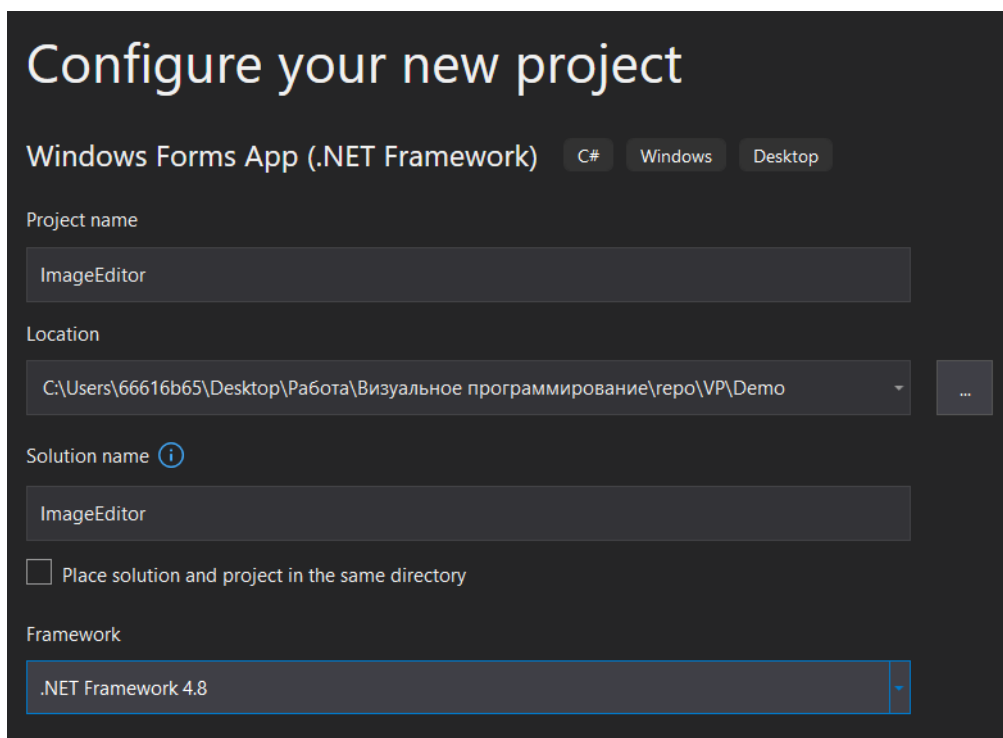 Configure your new project
Windows Forms App (.NET Framework) C# Windows Desktop
Project name
ImageEditor
Location
C:\Users\66616b65\Desktop\Работа\Визуальное программирование\repo\VP\Demo ...
Solution name
ImageEditor
Place solution and project in the same directory
Framework
.NET Framework 4.8